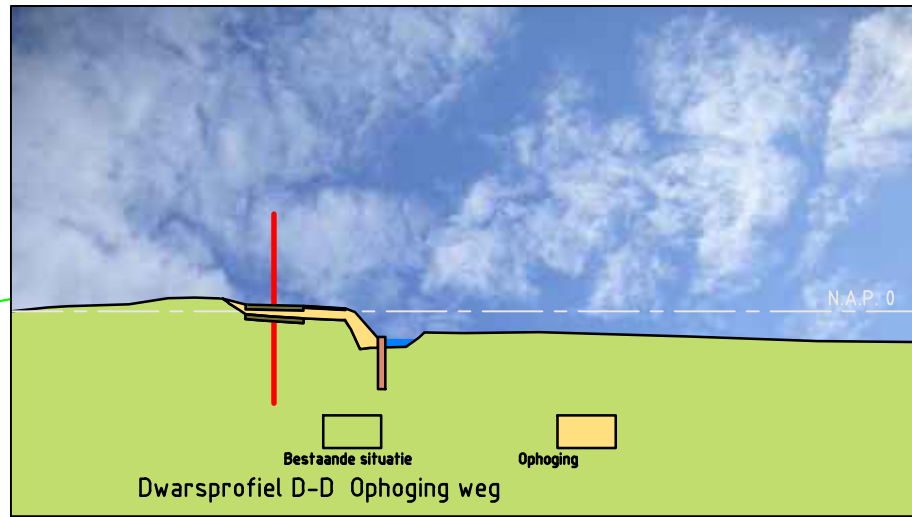 N.A.P. 0
Bestaande situatie
Ophoging
Dwarsprofiel D-D Ophoging weg